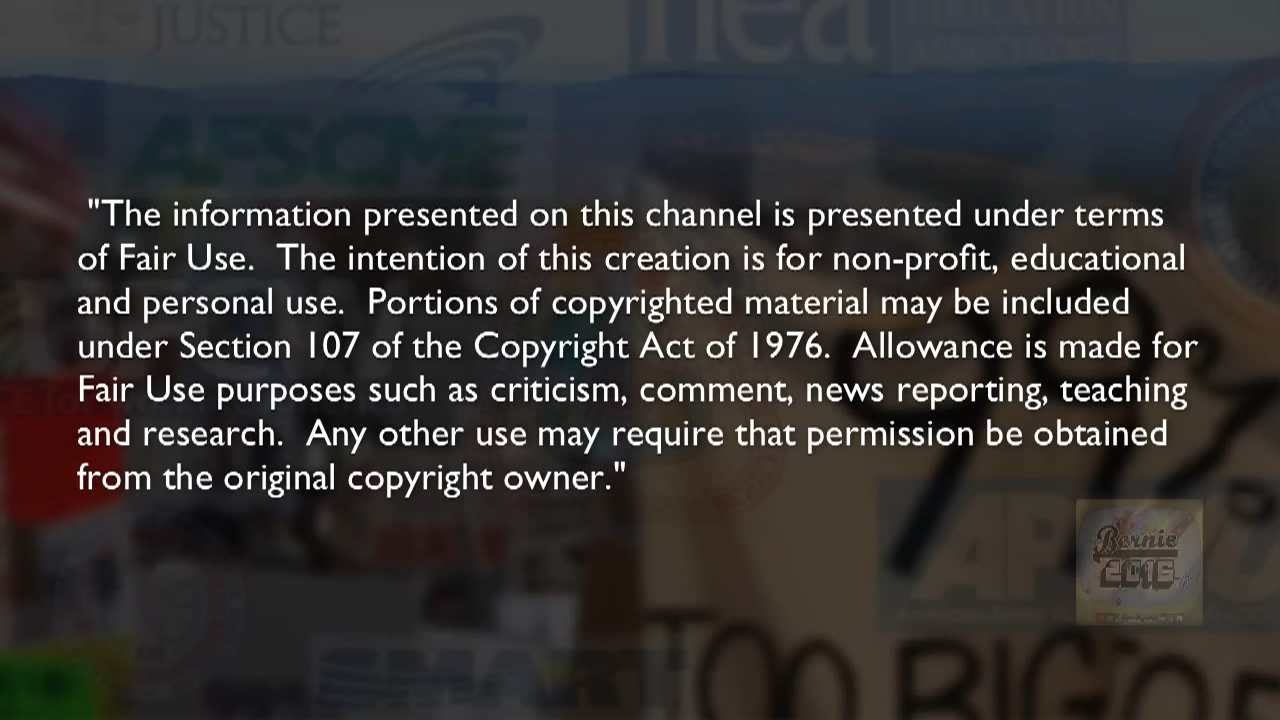 JUSTICE
nea
EDUCATION
ASSOCIATION
AFSCME
"The information presented on this channel is presented under terms
of Fair Use.  The intention of this creation is for non-profit, educational
and personal use.  Portions of copyrighted material may be included
under Section 107 of the Copyright Act of 1976.  Allowance is made for
Fair Use purposes such as criticism, comment, news reporting, teaching
and research.  Any other use may require that permission be obtained
from the original copyright owner."
Bernie
2016
SMART
TOO BIG TO